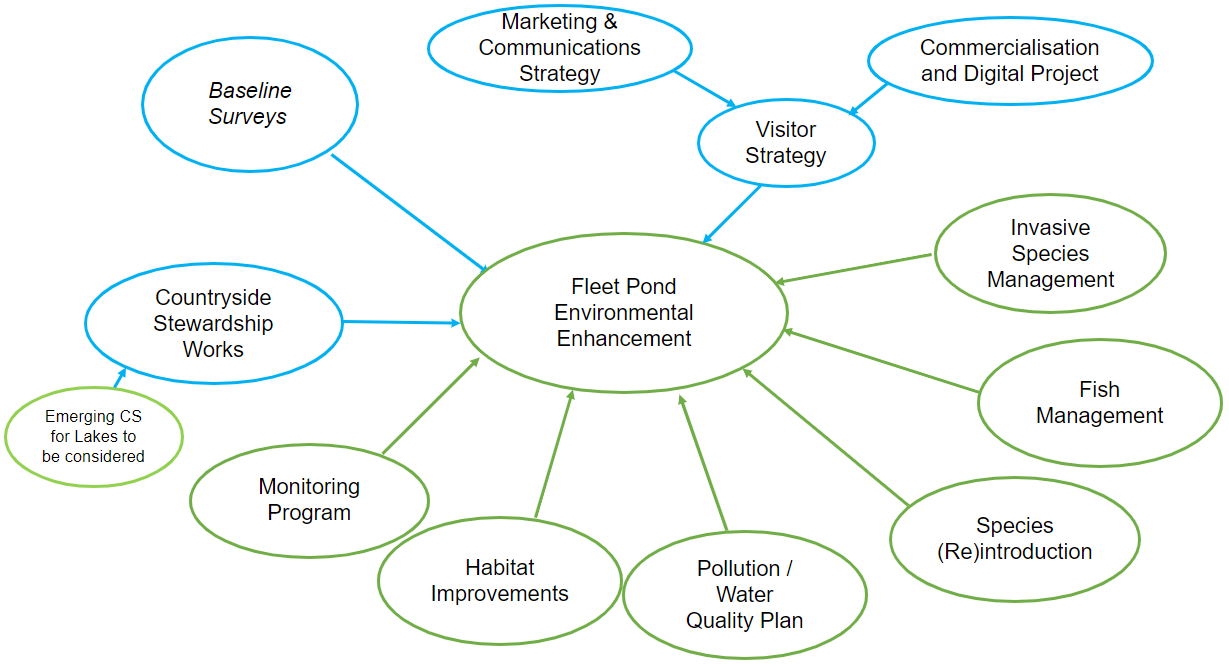 Marketing &
Communications
Strategy
Commercialisation
and Digital Project
Baseline
Surveys
Visitor
Strategy
Invasive
Species
Management
Fleet Pond
Environmental
Enhancement
Countryside
Stewardship
Works
Fish
Management
Emerging CS
for Lakes to
be considered
Monitoring
Program
Species
(Re)introduction
Habitat
Improvements
Pollution /
Water
Quality Plan